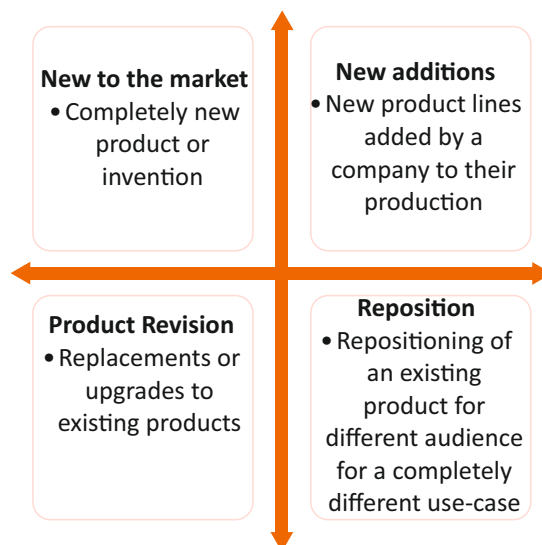 New to the market
• Completely new
product or
invention
New additions
• New product lines
added by a
company to their
production
Product Revision
• Replacements or
upgrades to
existing products
Reposition
• Repositioning of
an existing
product for
different audience
for a completely
different use-case